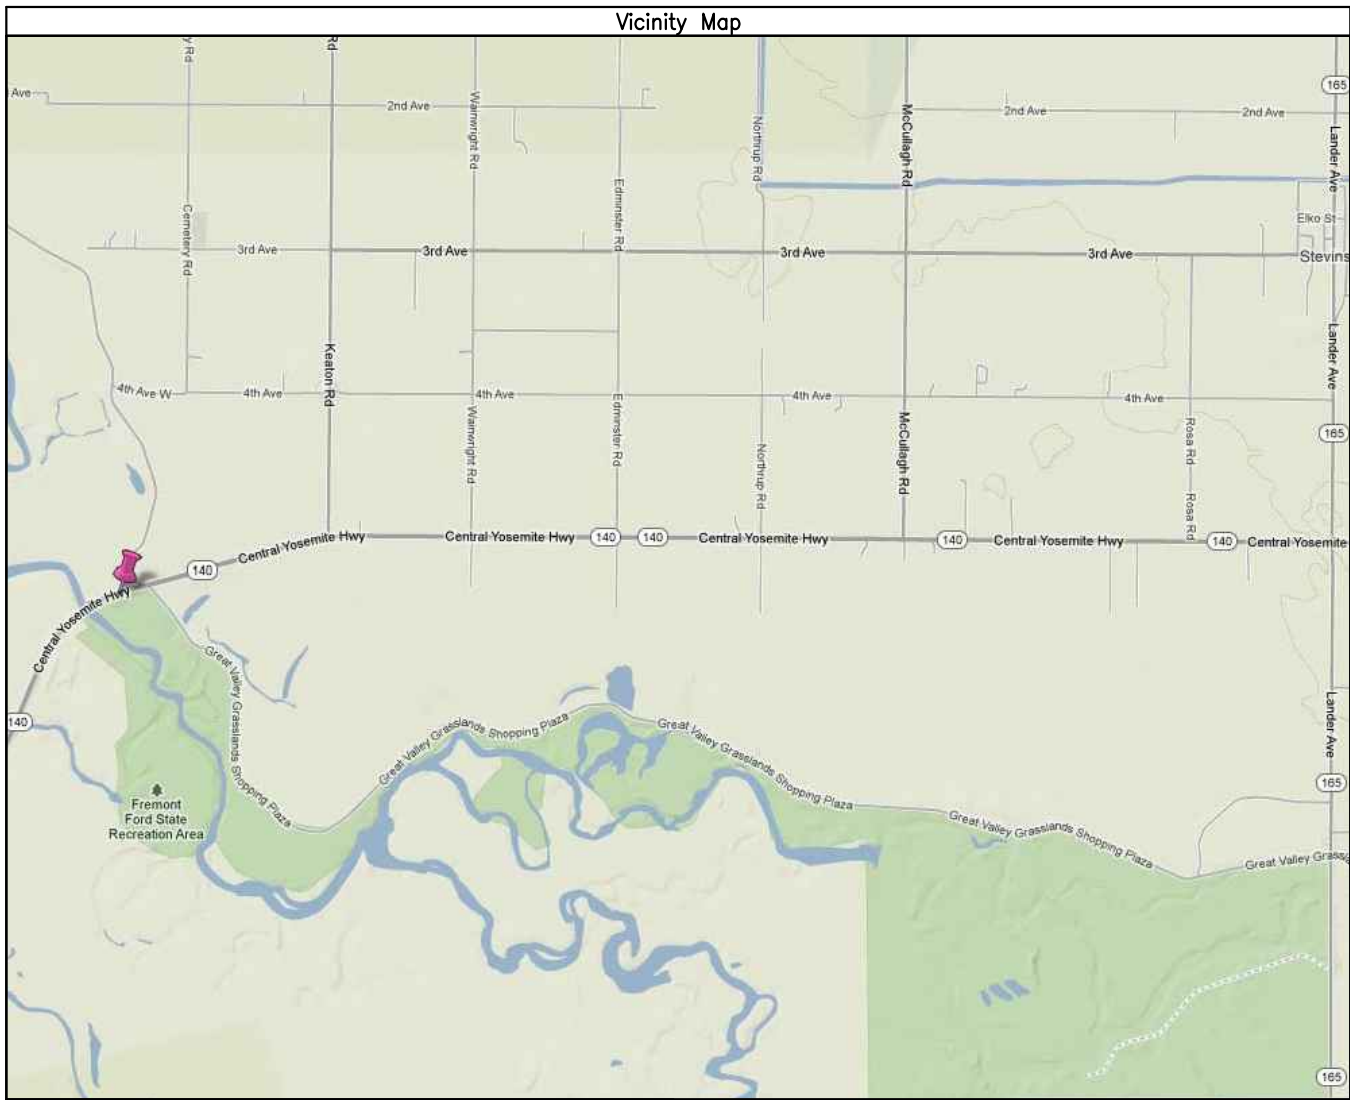 Vicinity Map
y Rd
Rd
165
Ave
2nd Ave
2nd Ave
2nd Ave
Wainwright Rd
Northrup Rd
McCullagh Rd
Lander Ave
Cemetery Rd
Edminster Rd
Elko St
3rd Ave
3rd Ave
3rd Ave
3rd Ave
Stevins
Keaton Rd
Lander Ave
4th Ave W
4th Ave
4th Ave
4th Ave
4th Ave
Wainwright Rd
Edminster Rd
Northrup Rd
McCullagh Rd
Rosa Rd
165
Rosa Rd
Central Yosemite Hwy
Central Yosemite Hwy
140
140
Central Yosemite Hwy
140
Central Yosemite Hwy
140
Central Yosemite
140
Central Yosemite Hwy
140
Great Valley Grasslands Shopping Plaza
Great Valley Grasslands Shopping Plaza
Great Valley Grasslands Shopping Plaza
Great Valley Grasslands Shopping Plaza
Great Valley Grassl
Lander Ave
165
Fremont
Ford State
Recreation Area
165